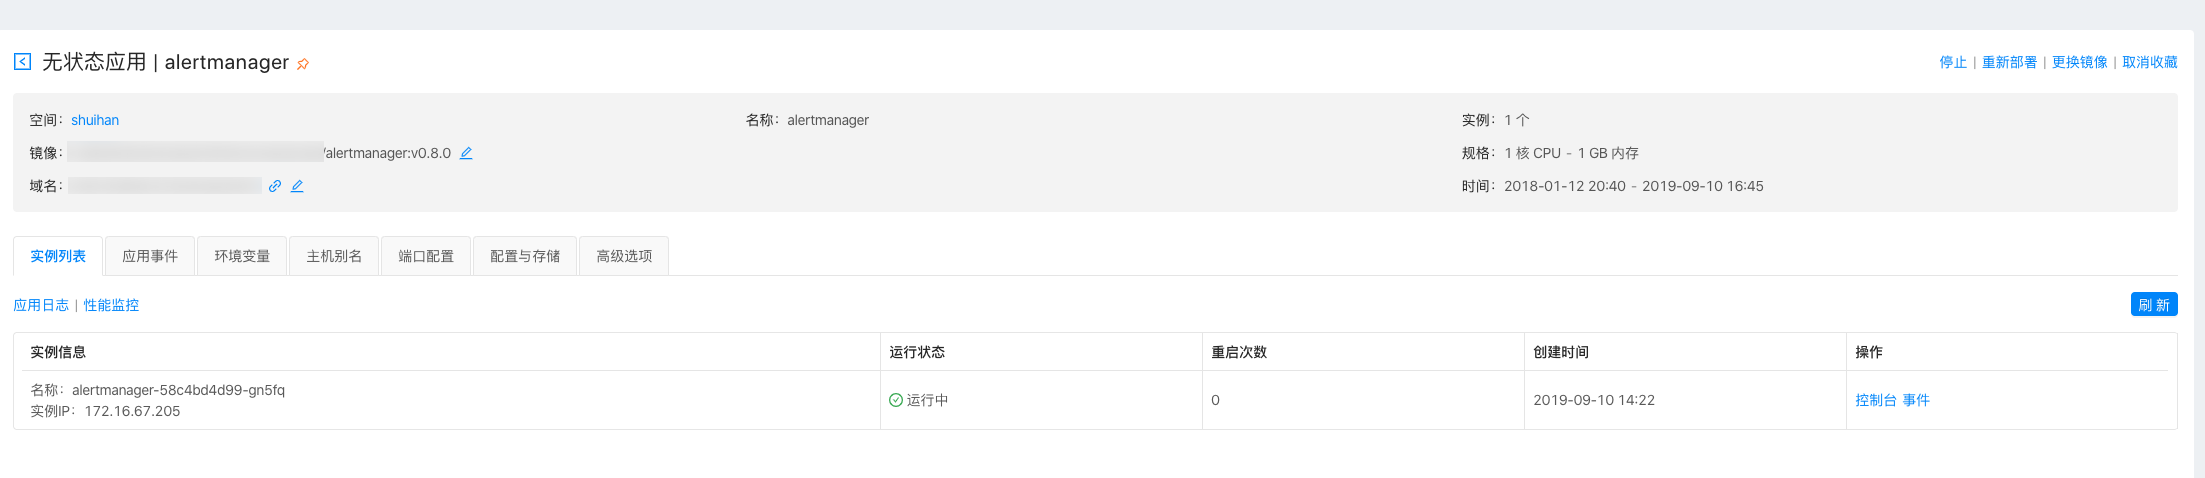 无状态应用 | alertmanager
停止 | 重新部署 | 更换镜像 | 取消收藏
空间： shuihan
名称： alertmanager
实例： 1 个
镜像： /alertmanager:v0.8.0
规格： 1 核 CPU - 1 GB 内存
域名：
时间： 2018-01-12 20:40 - 2019-09-10 16:45
实例列表 应用事件 环境变量 主机别名 端口配置 配置与存储 高级选项
应用日志 | 性能监控
刷 新
实例信息 运行状态 重启次数 创建时间 操作
名称： alertmanager-58c4bd4d99-gn5fq
实例IP： 172.16.67.205
运行中 0 2019-09-10 14:22 控制台 事件